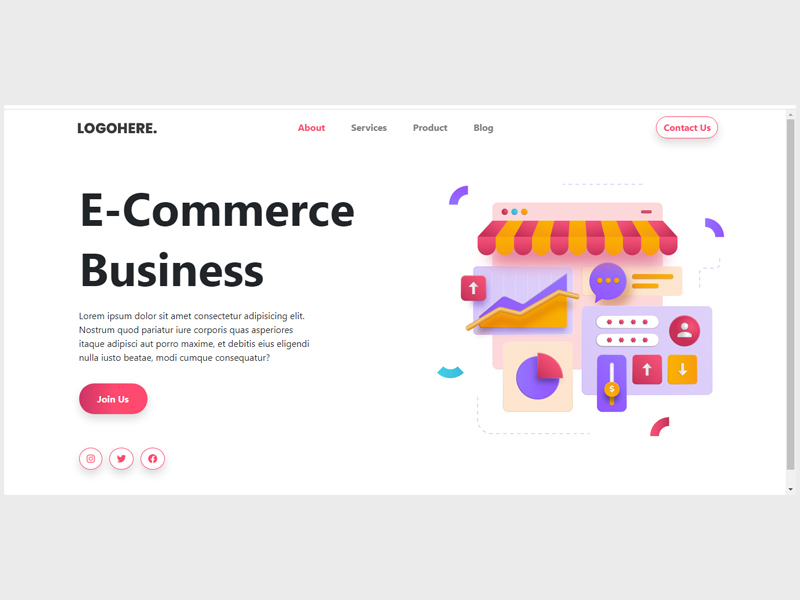 LOGOHERE.
About Services Product Blog
Contact Us
E-Commerce
Business
Lorem ipsum dolor sit amet consectetur adipisicing elit.
Nostrum quod pariatur iure corporis quas asperiores
itaque adipisci aut porro maxime, et debitis eius eligendi
nulla iusto beatae, modi cumque consequatur?
Join Us
$